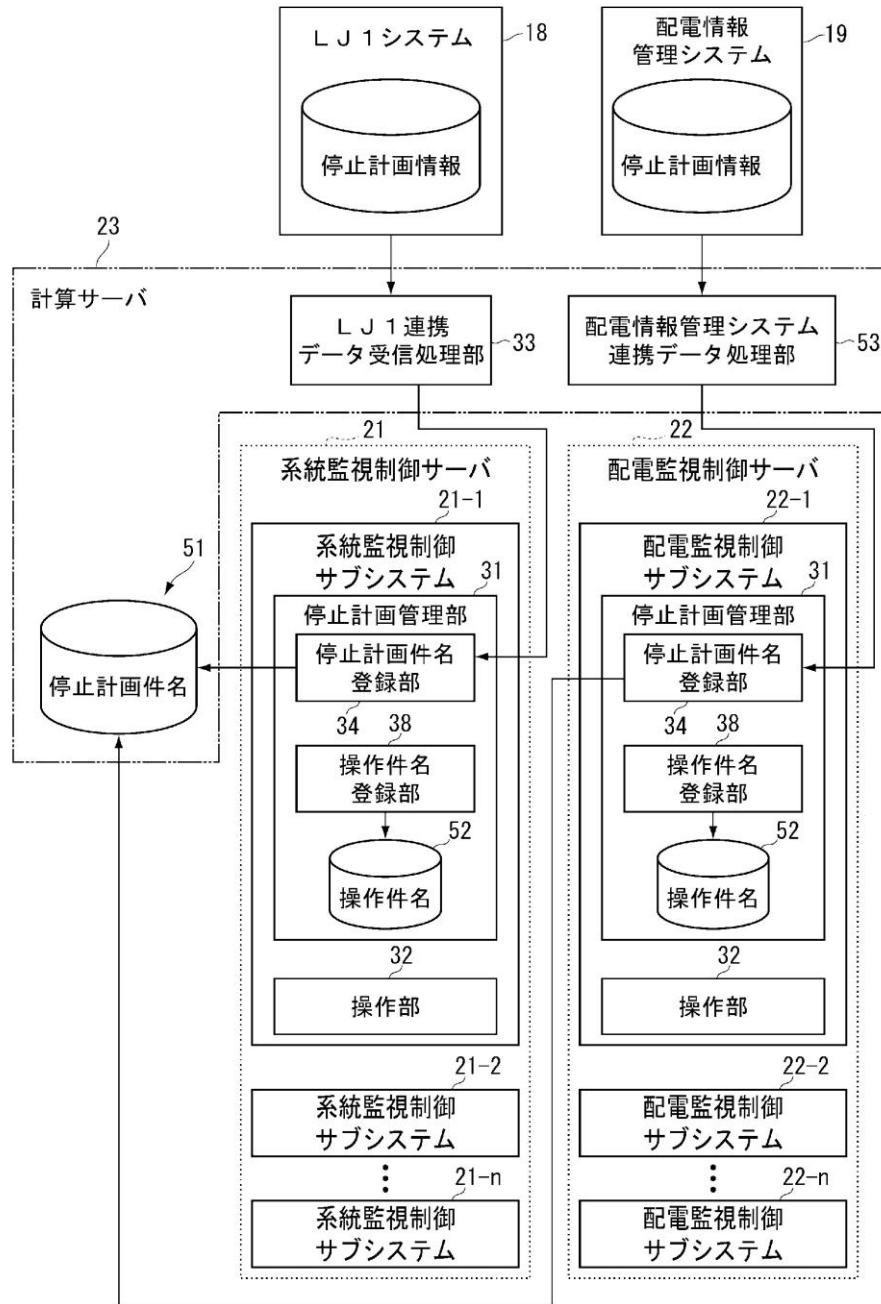 ＬＪ１システム
18
停止計画情報
配電情報
管理システム
19
停止計画情報
23
計算サーバ
ＬＪ１連携
データ受信処理部
33
配電情報管理システム
連携データ処理部
53
21
系統監視制御サーバ
21-1
系統監視制御
サブシステム
31
停止計画管理部
停止計画件名
登録部
34
38
操作件名
登録部
52
操作件名
32
操作部
21-2
系統監視制御
サブシステム
21-n
系統監視制御
サブシステム
22
配電監視制御サーバ
22-1
配電監視制御
サブシステム
31
停止計画管理部
停止計画件名
登録部
34
38
操作件名
登録部
52
操作件名
32
操作部
22-2
配電監視制御
サブシステム
22-n
配電監視制御
サブシステム
51
停止計画件名